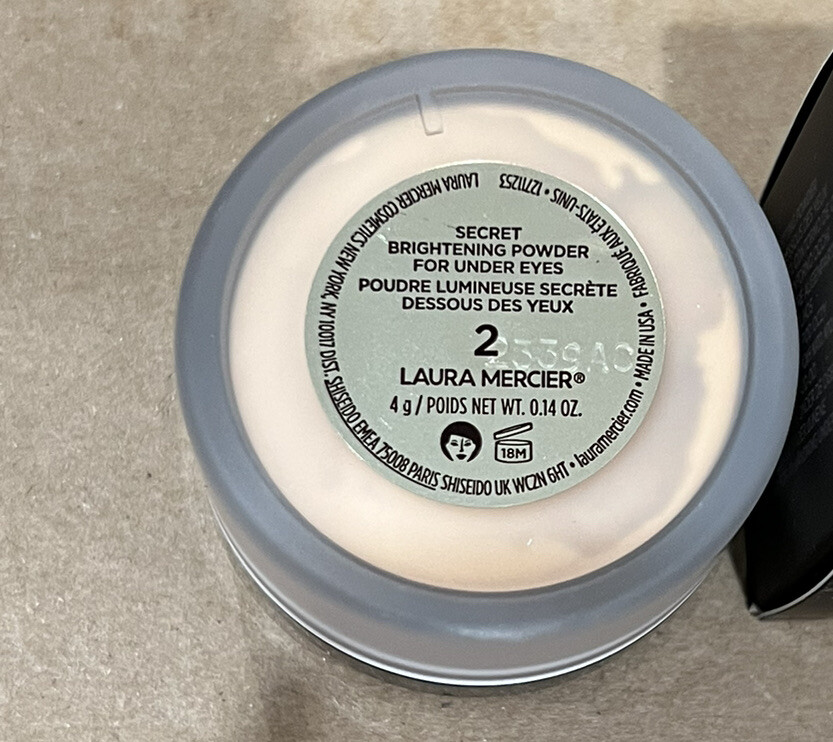 SECRET
BRIGHTENING POWDER
FOR UNDER EYES
POUDRE LUMINEUSE SECRÈTE
DESSOUS DES YEUX
2
2339AC
LAURA MERCIER®
4 g / POIDS NET WT. 0.14 OZ.
18M
LAURA MERCIER COSMETICS NEW YORK, NY 10017 DIST. SHISEIDO EMEA 75008 PARIS SHISEIDO UK WC2N 6HT • lauramercier.com • MADE IN USA • FABRIQUÉ AUX ÉTATS-UNIS • 12711253